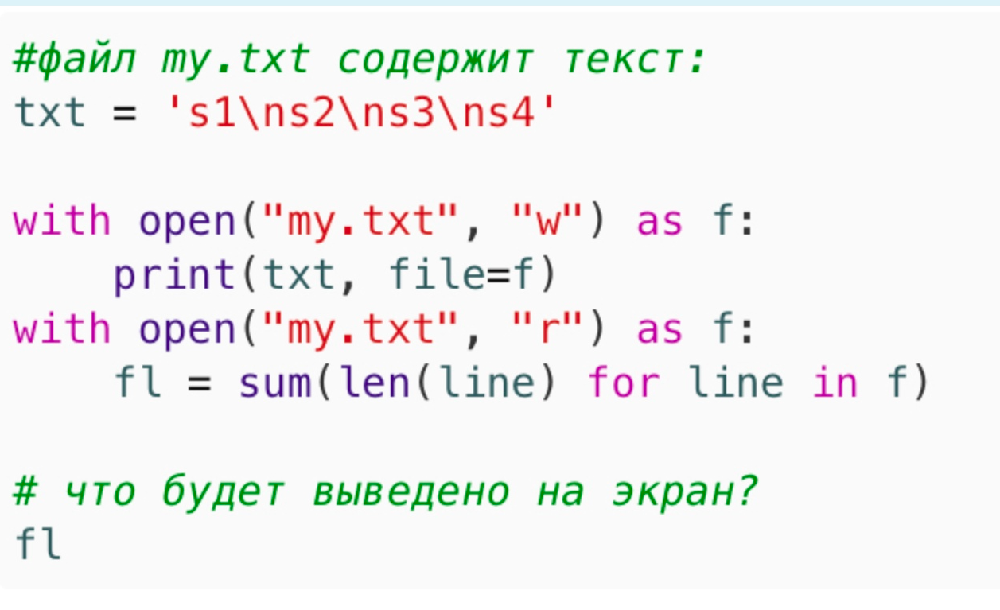 #файл my.txt содержит текст:
txt = 's1\ns2\ns3\ns4'
with open("my.txt", "w") as f:
    print(txt, file=f)
with open("my.txt", "r") as f:
    fl = sum(len(line) for line in f)
# что будет выведено на экран?
fl